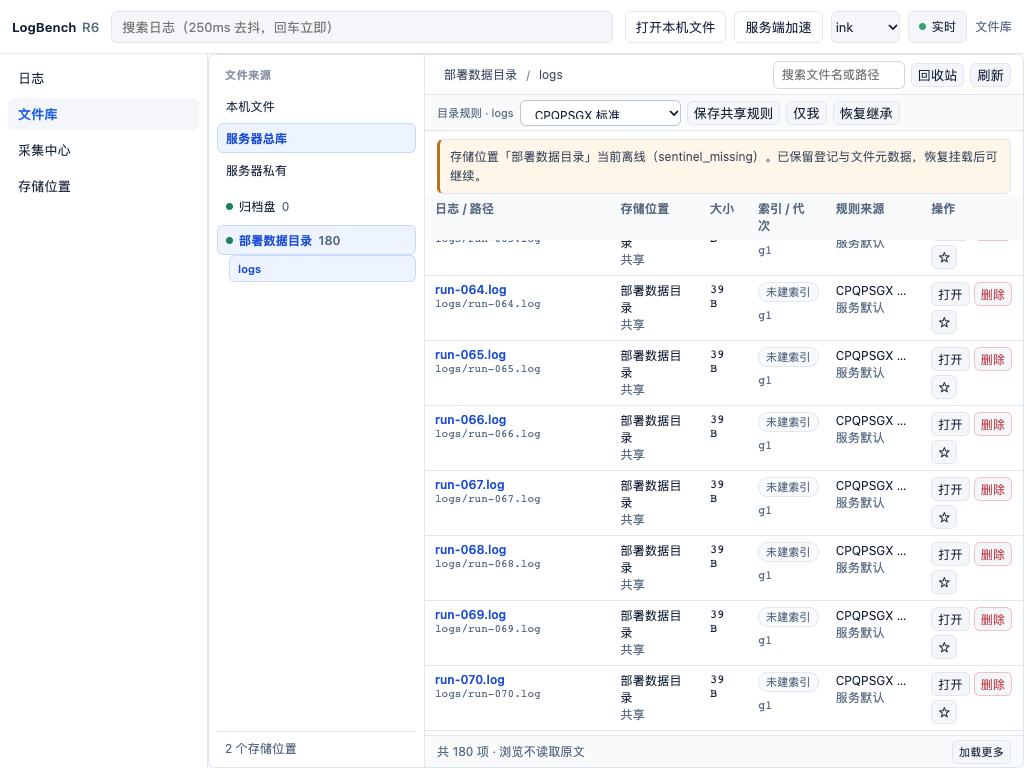 LogBench R6
搜索日志（250ms 去抖，回车立即）
打开本机文件
服务端加速
ink
实时
文件库
日志
文件库
采集中心
存储位置
文件来源
本机文件
服务器总库
服务器私有
归档盘 0
部署数据目录 180
logs
2 个存储位置
部署数据目录 / logs
搜索文件名或路径
回收站
刷新
目录规则 · logs
CPQPSGX 标准
保存共享规则
仅我
恢复继承
存储位置「部署数据目录」当前离线（sentinel_missing）。已保留登记与文件元数据，恢复挂载后可
继续。
日志 / 路径 存储位置 大小 索引 / 代 规则来源 操作
次
录 服务默认
共享 g1 ☆
run-064.log 部署数据目 39 未建索引 CPQPSGX ... 打开 删除
logs/run-064.log 录 B 服务默认
共享 g1 ☆
run-065.log 部署数据目 39 未建索引 CPQPSGX ... 打开 删除
logs/run-065.log 录 B 服务默认
共享 g1 ☆
run-066.log 部署数据目 39 未建索引 CPQPSGX ... 打开 删除
logs/run-066.log 录 B 服务默认
共享 g1 ☆
run-067.log 部署数据目 39 未建索引 CPQPSGX ... 打开 删除
logs/run-067.log 录 B 服务默认
共享 g1 ☆
run-068.log 部署数据目 39 未建索引 CPQPSGX ... 打开 删除
logs/run-068.log 录 B 服务默认
共享 g1 ☆
run-069.log 部署数据目 39 未建索引 CPQPSGX ... 打开 删除
logs/run-069.log 录 B 服务默认
共享 g1 ☆
run-070.log 部署数据目 39 未建索引 CPQPSGX ... 打开 删除
logs/run-070.log 录 B 服务默认
共享 g1 ☆
共 180 项 · 浏览不读取原文
加载更多